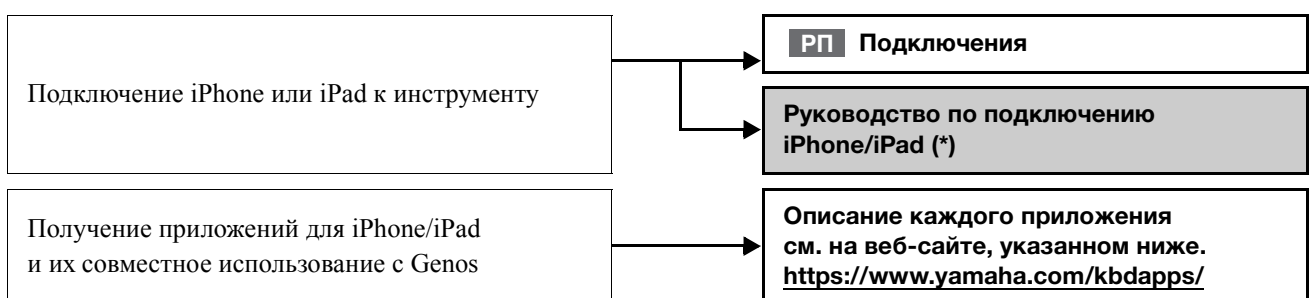 Подключение iPhone или iPad к инструменту
РП Подключения
Руководство по подключению
iPhone/iPad (*)
Получение приложений для iPhone/iPad
и их совместное использование с Genos
Описание каждого приложения
см. на веб-сайте, указанном ниже.
https://www.yamaha.com/kbdapps/